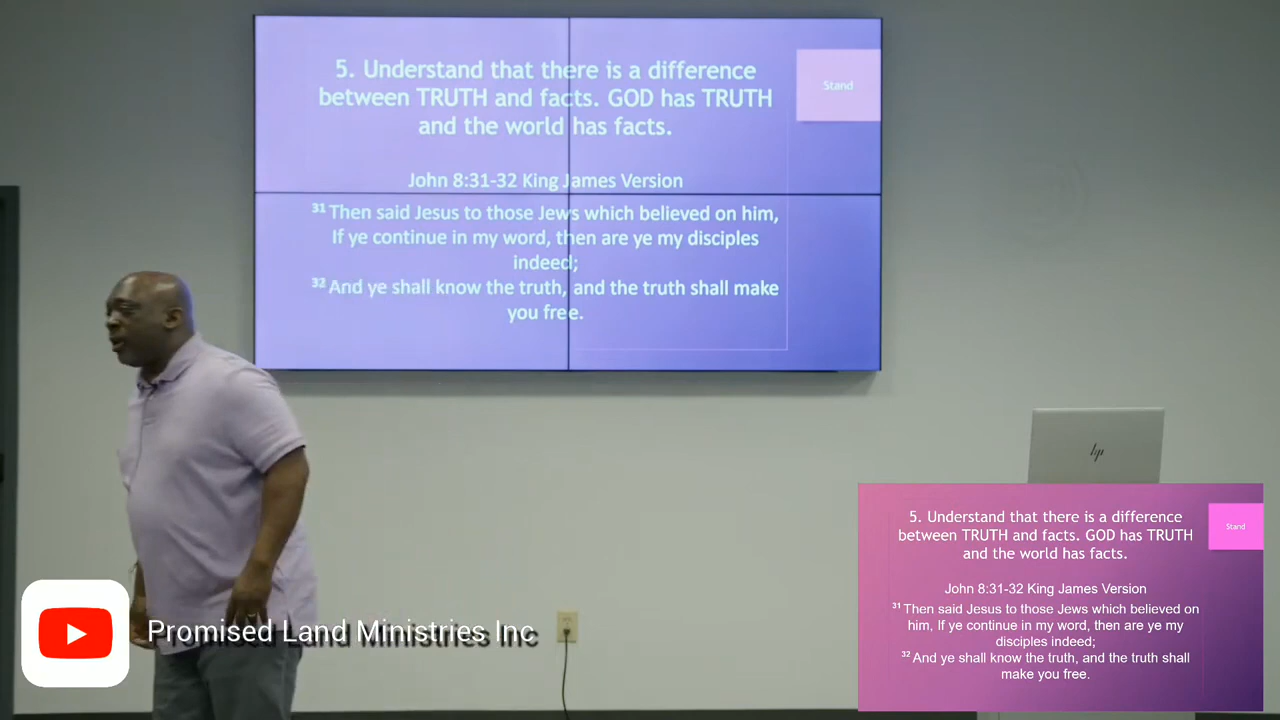 5. Understand that there is a difference
between TRUTH and facts. GOD has TRUTH
and the world has facts.
Stand
John 8:31-32 King James Version
31 Then said Jesus to those Jews which believed on him,
If ye continue in my word, then are ye my disciples
indeed;
32 And ye shall know the truth, and the truth shall make
you free.
hp
5. Understand that there is a difference
between TRUTH and facts. GOD has TRUTH
and the world has facts.
Stand
John 8:31-32 King James Version
31 Then said Jesus to those Jews which believed on
him, If ye continue in my word, then are ye my
disciples indeed;
32 And ye shall know the truth, and the truth shall
make you free.
Promised Land Ministries Inc